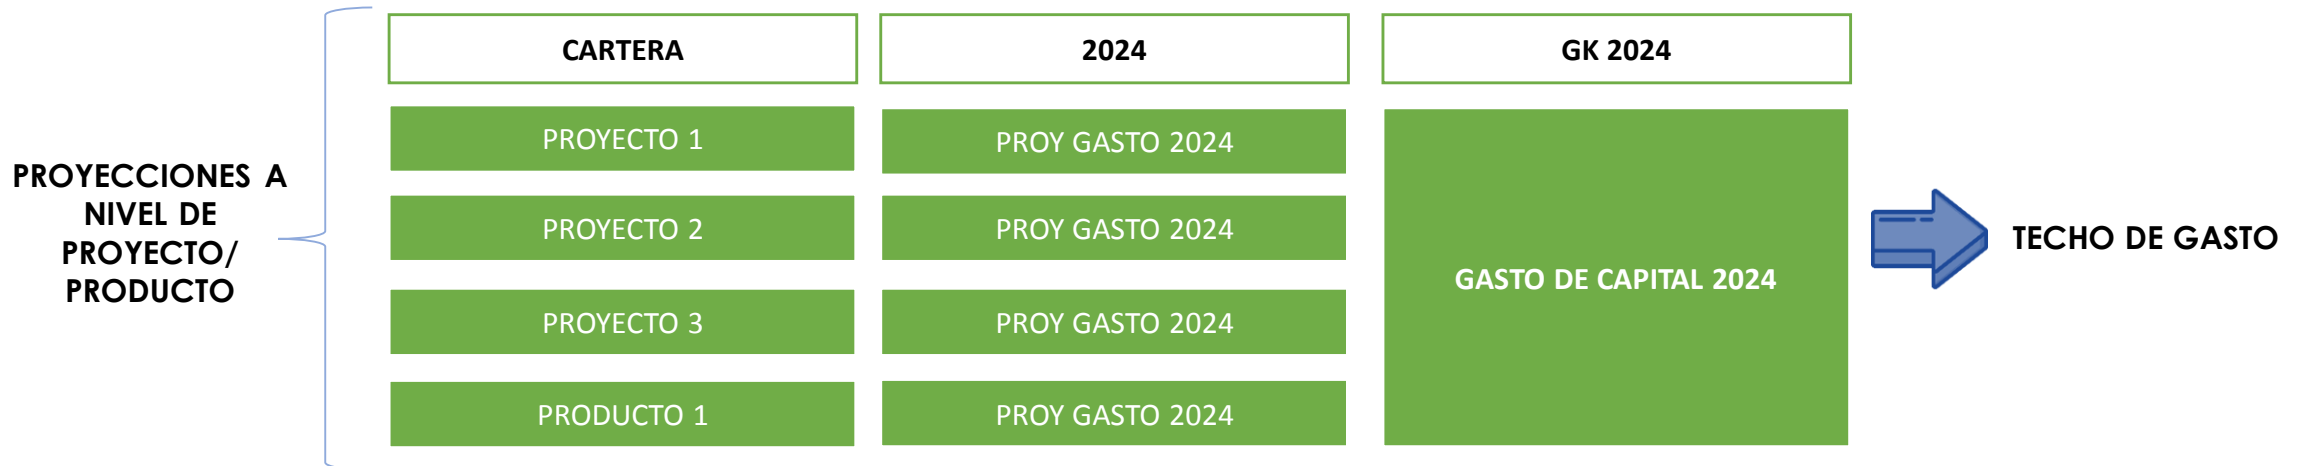 CARTERA
2024
GK 2024
PROYECTO 1
PROY GASTO 2024
PROYECTO 2
PROY GASTO 2024
PROYECTO 3
PROY GASTO 2024
PRODUCTO 1
PROY GASTO 2024
PROYECCIONES A
NIVEL DE
PROYECTO/
PRODUCTO
GASTO DE CAPITAL 2024
TECHO DE GASTO